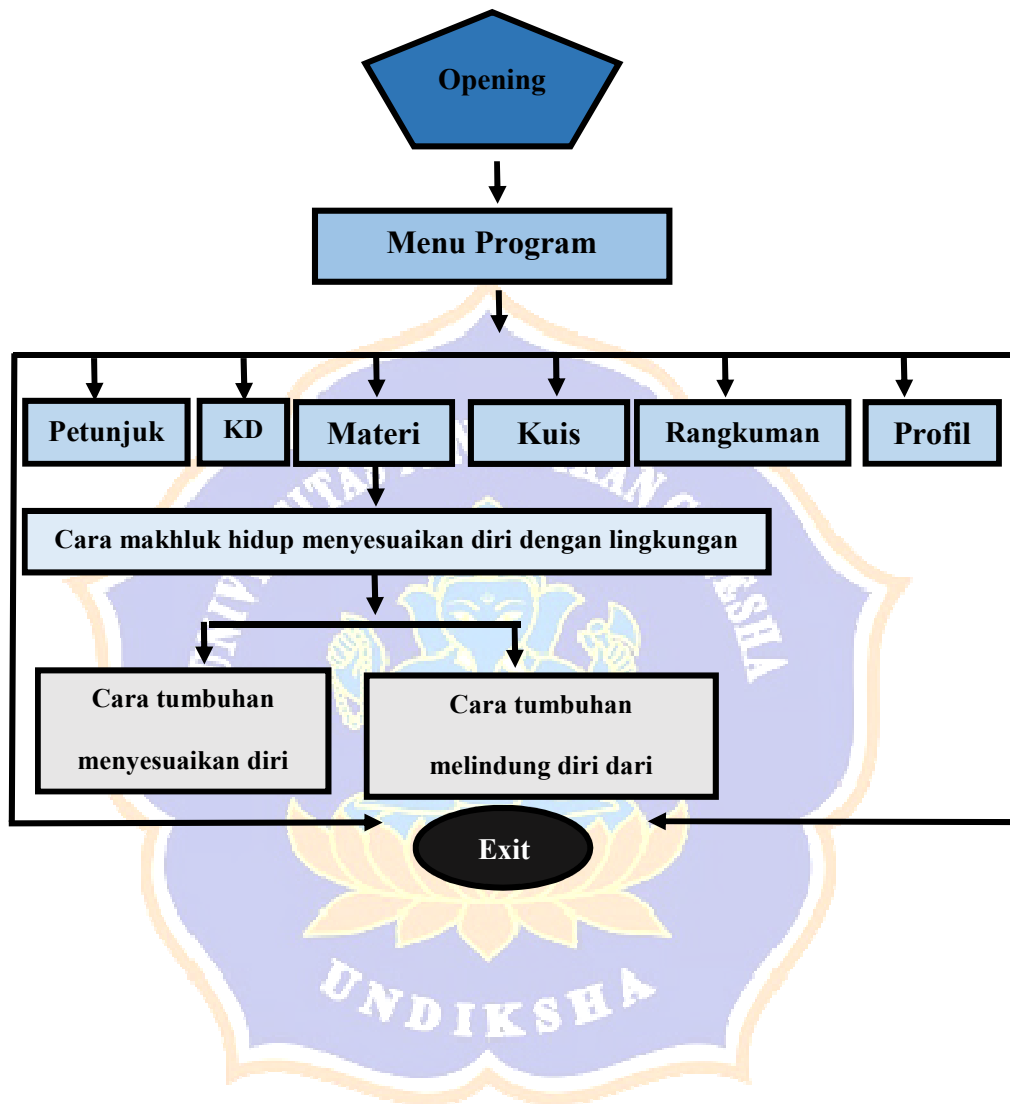 Opening
Menu Program
Petunjuk
KD
Materi
Kuis
Rangkuman
Profil
Cara makhluk hidup menyesuaikan diri dengan lingkungan
Cara tumbuhan
menyesuaikan diri
Cara tumbuhan
melindung diri dari
Exit
UNDIKSHA